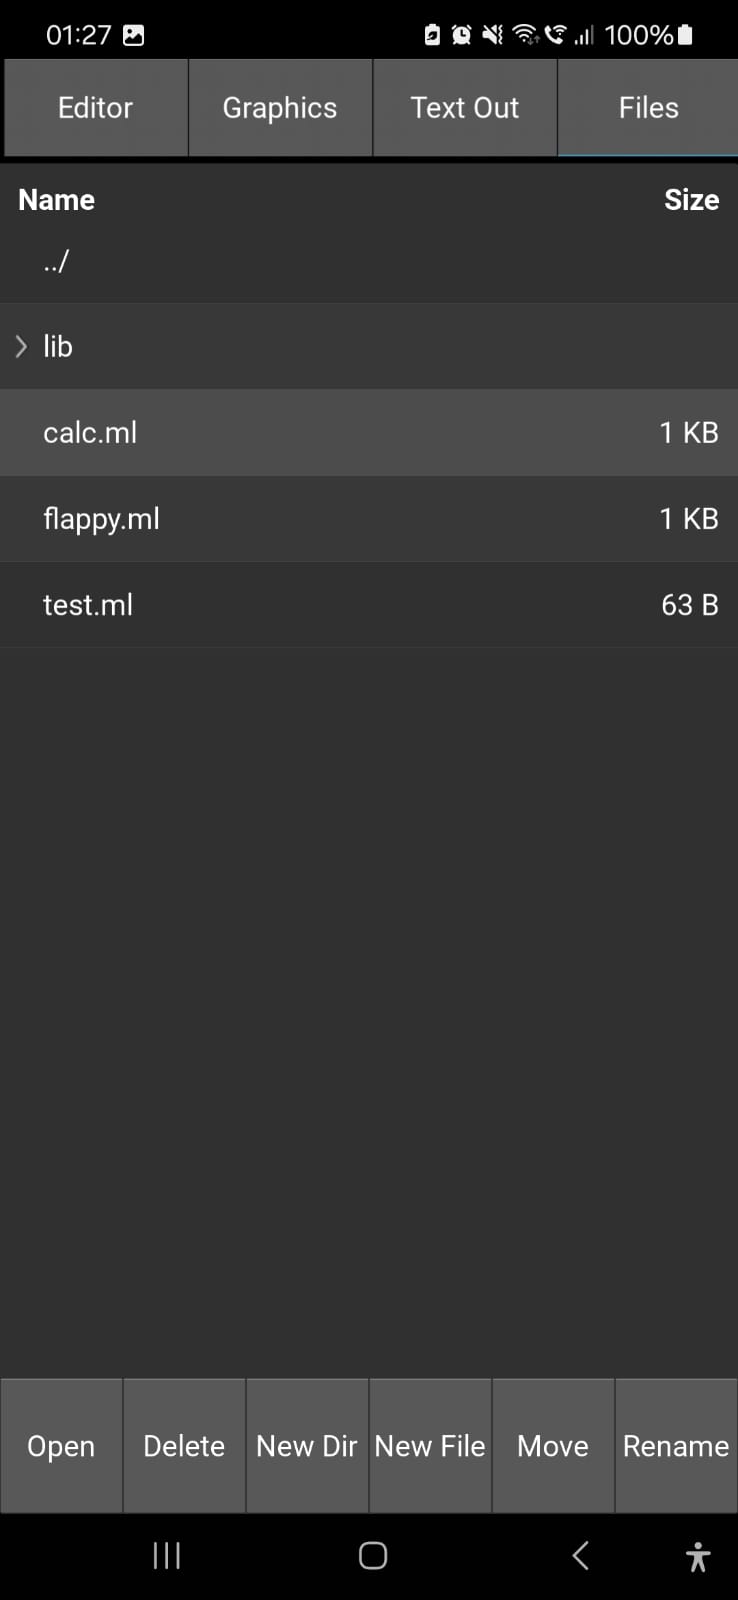 01:27 100%
Editor Graphics Text Out Files
Name Size
../
lib
calc.ml 1 KB
flappy.ml 1 KB
test.ml 63 B
Open Delete New Dir New File Move Rename